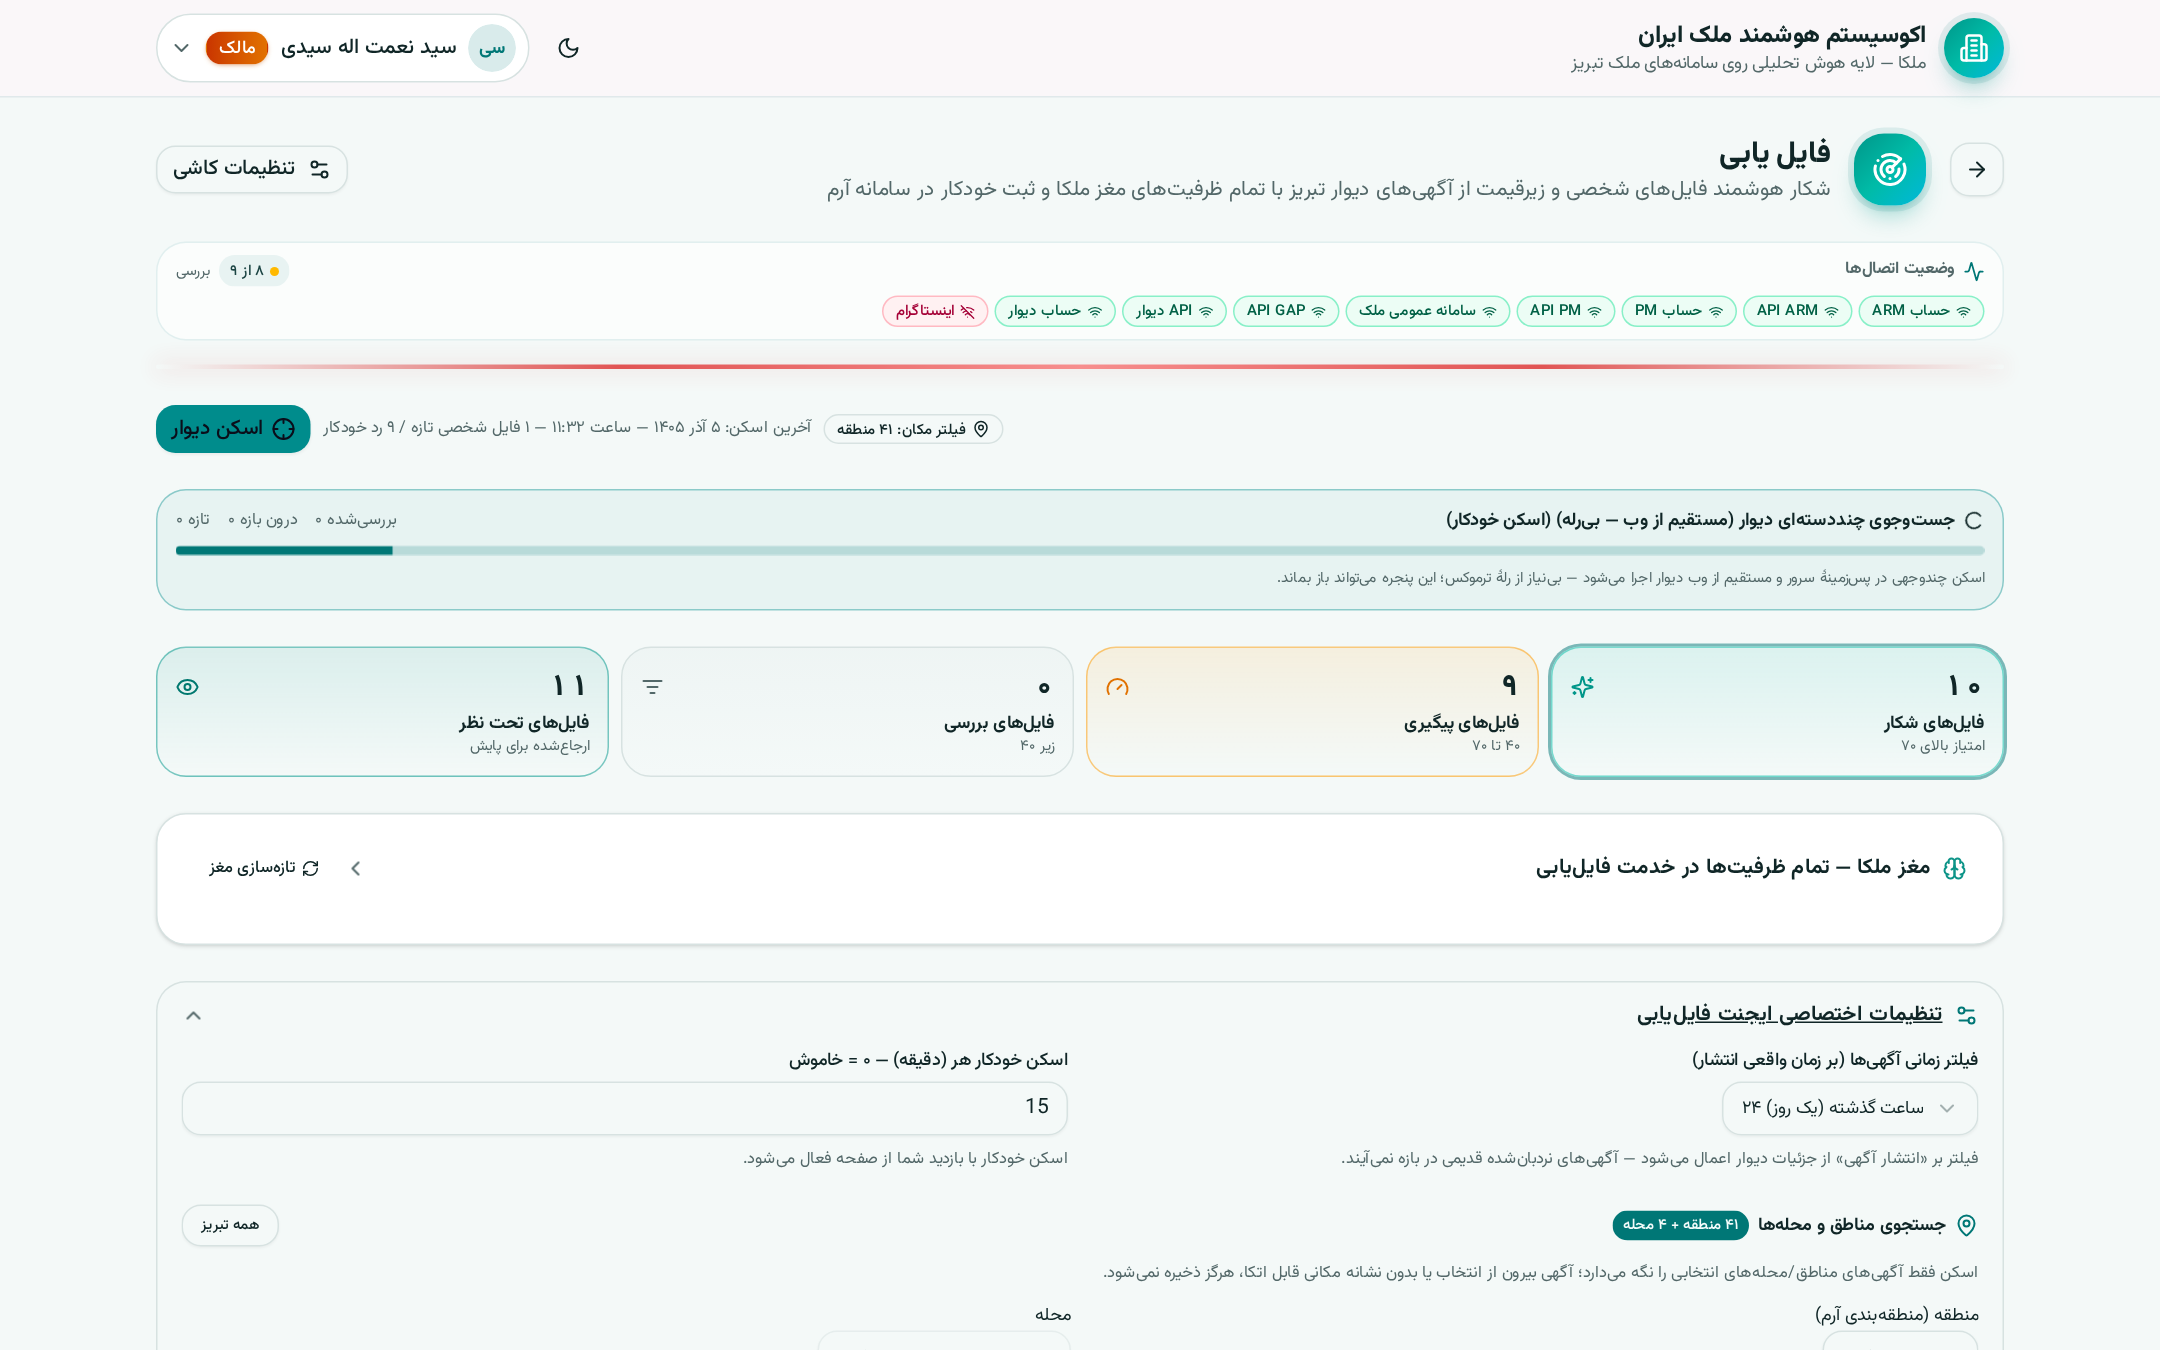 اکوسیستم هوشمند ملک ایران
ملکا — لایه هوش تحلیلی روی سامانه‌های ملک تبریز
سی
سید نعمت اله سیدی
مالک
فایل یابی
شکار هوشمند فایل‌های شخصی و زیرقیمت از آگهی‌های دیوار تبریز با تمام ظرفیت‌های مغز ملکا و ثبت خودکار در سامانه آرم
تنظیمات کاشی
وضعیت اتصال‌ها
۸ از ۹
بررسی
حساب ARM
API ARM
حساب PM
API PM
سامانه عمومی ملک
API GAP
API دیوار
حساب دیوار
اینستاگرام
فیلتر مکان: ۴۱ منطقه
آخرین اسکن: ۵ آذر ۱۴۰۵ — ساعت ۱۱:۳۲ — ۱ فایل شخصی تازه / ۹ رد خودکار
اسکن دیوار
جست‌وجوی چنددسته‌ای دیوار (مستقیم از وب — بی‌رله) (اسکن خودکار)
بررسی‌شده ۰
درون بازه ۰
تازه ۰
اسکن چندوجهی در پس‌زمینهٔ سرور و مستقیم از وب دیوار اجرا می‌شود — بی‌نیاز از رلهٔ ترموکس؛ این پنجره می‌تواند باز بماند.
۱۰
فایل‌های شکار
امتیاز بالای ۷۰
۹
فایل‌های پیگیری
۴۰ تا ۷۰
۰
فایل‌های بررسی
زیر ۴۰
۱۱
فایل‌های تحت نظر
ارجاع‌شده برای پایش
مغز ملکا — تمام ظرفیت‌ها در خدمت فایل‌یابی
تازه‌سازی مغز
تنظیمات اختصاصی ایجنت فایل‌یابی
فیلتر زمانی آگهی‌ها (بر زمان واقعی انتشار)
ساعت گذشته (یک روز) ۲۴
فیلتر بر «انتشار آگهی» از جزئیات دیوار اعمال می‌شود — آگهی‌های نردبان‌شده قدیمی در بازه نمی‌آیند.
اسکن خودکار هر (دقیقه) — ۰ = خاموش
15
اسکن خودکار با بازدید شما از صفحه فعال می‌شود.
جستجوی مناطق و محله‌ها
۴۱ منطقه + ۴ محله
همه تبریز
اسکن فقط آگهی‌های مناطق/محله‌های انتخابی را نگه می‌دارد؛ آگهی بیرون از انتخاب یا بدون نشانه مکانی قابل اتکا، هرگز ذخیره نمی‌شود.
منطقه (منطقه‌بندی آرم)
محله